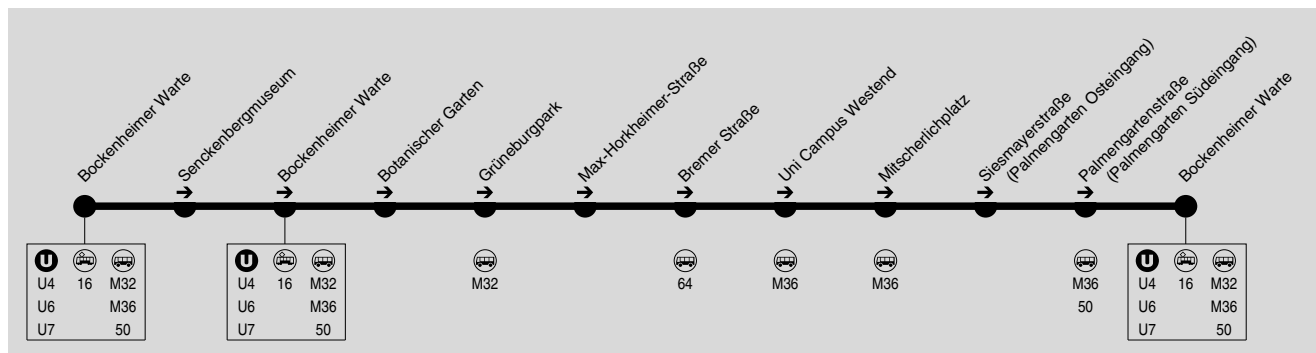 Bockenheimer Warte
Senckenbergmuseum
Bockenheimer Warte
Botanischer Garten
Grüneburgpark
Max-Horkheimer-Straße
Bremer Straße
Uni Campus Westend
Mitscherlichplatz
Siesmayerstraße
(Palmengarten Osteingang)
Palmengartenstraße
(Palmengarten Südeingang)
Bockenheimer Warte
U
U4 16 M32
U6 M36
U7 50
U
U4 16 M32
U6 M36
U7 50
M32
64
M36
M36
M36
50
U
U4 16 M32
U6 M36
U7 50